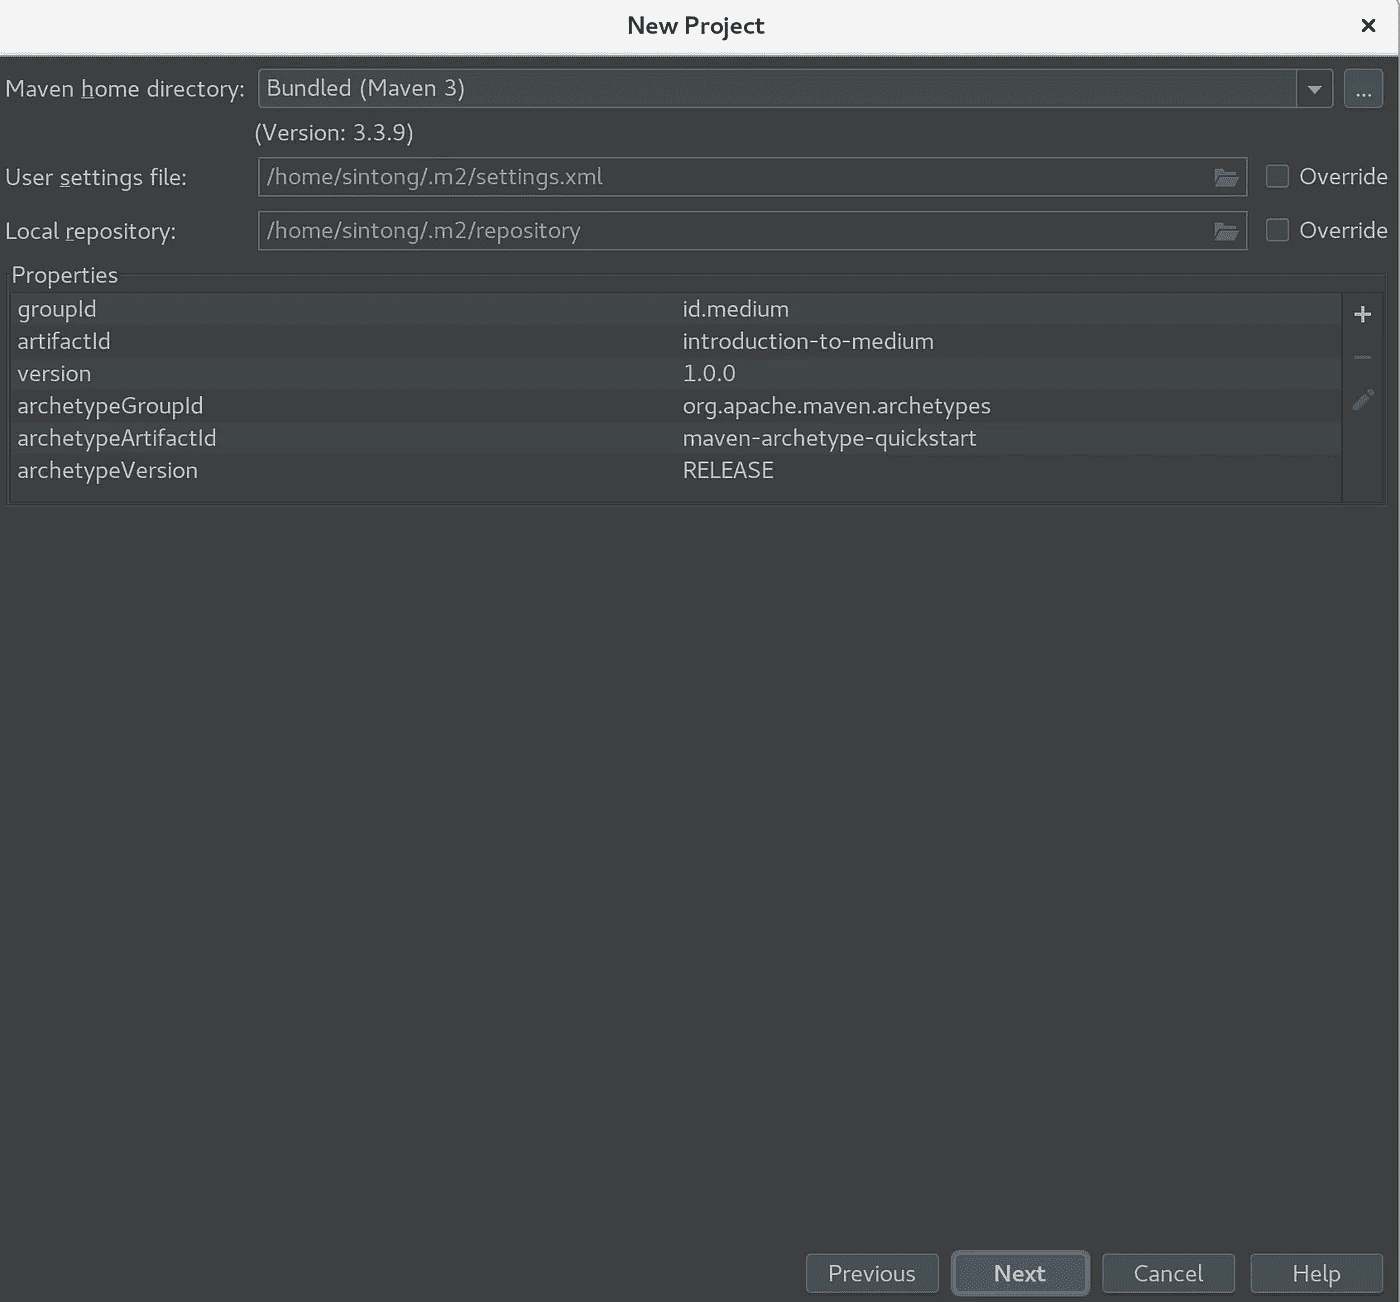 New Project
Maven home directory: Bundled (Maven 3) ...
(Version: 3.3.9)
User settings file: /home/sintong/.m2/settings.xml Override
Local repository: /home/sintong/.m2/repository Override
Properties
groupId id.medium
artifactId introduction-to-medium
version 1.0.0
archetypeGroupId org.apache.maven.archetypes
archetypeArtifactId maven-archetype-quickstart
archetypeVersion RELEASE
Previous Next Cancel Help